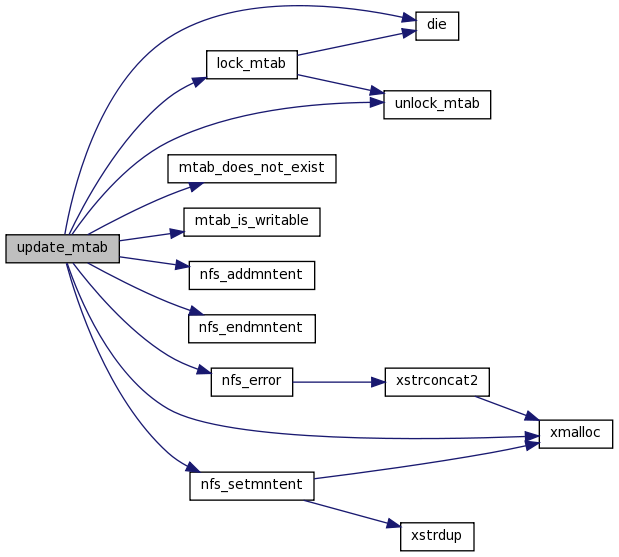 die
lock_mtab
unlock_mtab
mtab_does_not_exist
mtab_is_writable
update_mtab
nfs_addmntent
nfs_endmntent
nfs_error
xstrconcat2
xmalloc
nfs_setmntent
xstrdup